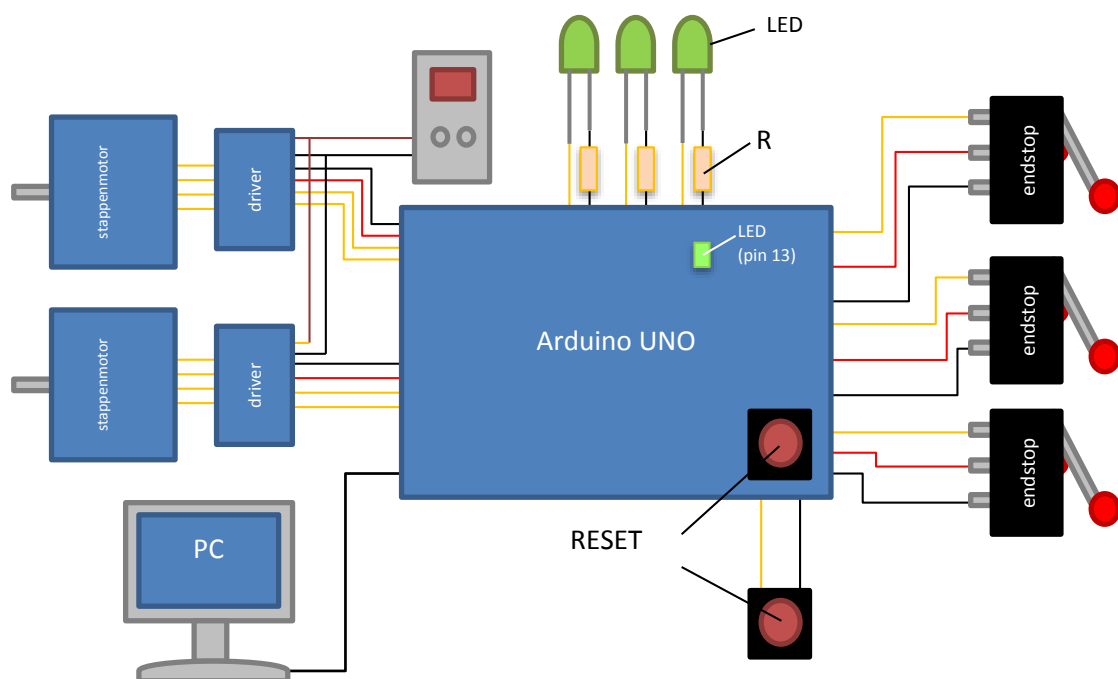 LED
R
stappenmotor
driver
endstop
LED
(pin 13)
Arduino UNO
endstop
stappenmotor
driver
endstop
RESET
PC